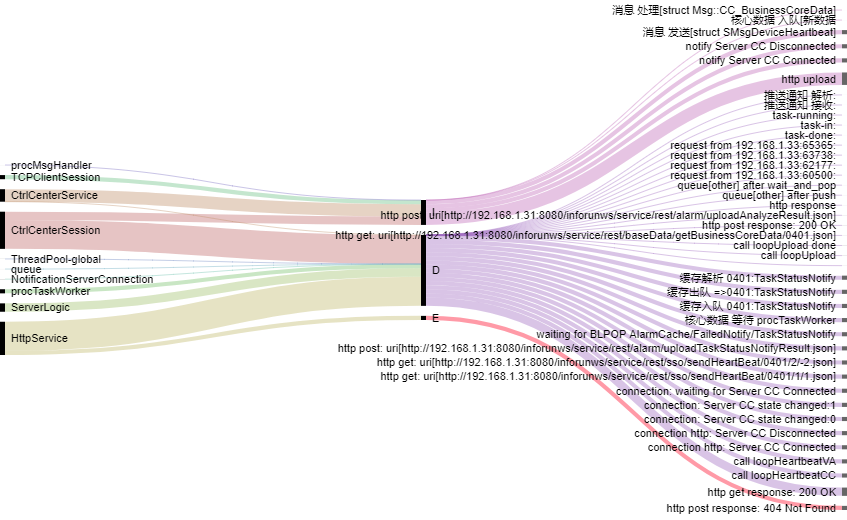 procMsgHandler
TCPClientSession
CtrlCenterService
CtrlCenterSession
ThreadPool-global
queue
NotificationServerConnection
procTaskWorker
ServerLogic
HttpService
I
D
E
消息 处理[struct Msg::CC_BusinessCoreData]
核心数据 入队[新数据
消息 发送[struct SMsgDeviceHeartbeat]
notify Server CC Disconnected
notify Server CC Connected
http upload
推送通知 解析:
推送通知 接收:
task-running:
task-in:
task-done:
request from 192.168.1.33:65365:
request from 192.168.1.33:63738:
request from 192.168.1.33:62177:
request from 192.168.1.33:60500:
queue[other] after wait_and_pop
queue[other] after push
http response
http post: uri[http://192.168.1.31:8080/inforunws/service/rest/alarm/uploadAnalyzeResult.json]
http post response: 200 OK
http get: uri[http://192.168.1.31:8080/inforunws/service/rest/baseData/getBusinessCoreData/0401.json]
call loopUpload done
call loopUpload
缓存解析 0401:TaskStatusNotify
缓存出队 =>0401:TaskStatusNotify
缓存入队 0401:TaskStatusNotify
核心数据 等待 procTaskWorker
waiting for BLPOP AlarmCache/FailedNotify/TaskStatusNotify
http post: uri[http://192.168.1.31:8080/inforunws/service/rest/alarm/uploadTaskStatusNotifyResult.json]
http get: uri[http://192.168.1.31:8080/inforunws/service/rest/sso/sendHeartBeat/0401/2/-2.json]
http get: uri[http://192.168.1.31:8080/inforunws/service/rest/sso/sendHeartBeat/0401/1/1.json]
connection: waiting for Server CC Connected
connection: Server CC state changed:1
connection: Server CC state changed:0
connection http: Server CC Disconnected
connection http: Server CC Connected
call loopHeartbeatVA
call loopHeartbeatCC
http get response: 200 OK
http post response: 404 Not Found